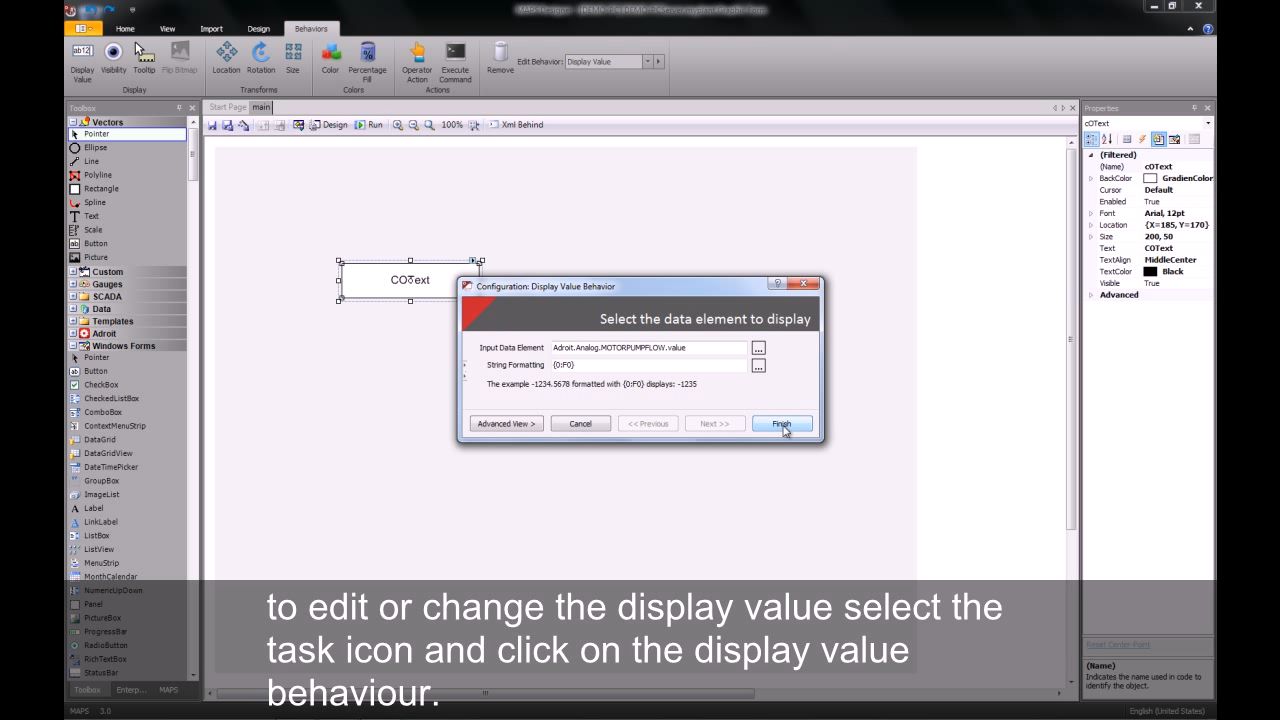 Home
View
Import
Design
Behaviors
ab12
Display Value
Visibility
Tooltip
Flip Bitmap
Display
Location
Rotation
Size
Transforms
Color
Percentage Fill
Colors
Operator Action
Execute Command
Actions
Remove
Edit Behavior: Display Value
Toolbox
Vectors
Pointer
Ellipse
Line
Polyline
Rectangle
Spline
Text
Scale
Button
Picture
Custom
Gauges
SCADA
Data
Templates
Adroit
Windows Forms
Pointer
Button
CheckBox
CheckedListBox
ComboBox
ContextMenuStrip
DataGrid
DataGridView
DateTimePicker
GroupBox
ImageList
Label
LinkLabel
ListBox
ListView
MenuStrip
MonthCalendar
NumericUpDown
Panel
PictureBox
ProgressBar
RadioButton
RichTextBox
StatusBar
Toolbox Enterp... MAPS
MAPS 3.0
Start Page main
Design Run 100% Xml Behind
COText
Configuration: Display Value Behavior
Select the data element to display
Input Data Element Adroit.Analog.MOTORPUMPFLOW.value ...
String Formatting {0:F0} ...
The example -1234.5678 formatted with {0:F0} displays: -1235
Advanced View > Cancel << Previous Next >> Finish
Properties
cOText
(Filtered)
(Name) cOText
BackColor GradienColor
Cursor Default
Enabled True
Font Arial, 12pt
Location {X=185, Y=170}
Size 200, 50
Text COText
TextAlign MiddleCenter
TextColor Black
Visible True
Advanced
Reset Center Point
(Name)
Indicates the name used in code to
identify the object.
English (United States)
to edit or change the display value select the
task icon and click on the display value
behaviour.